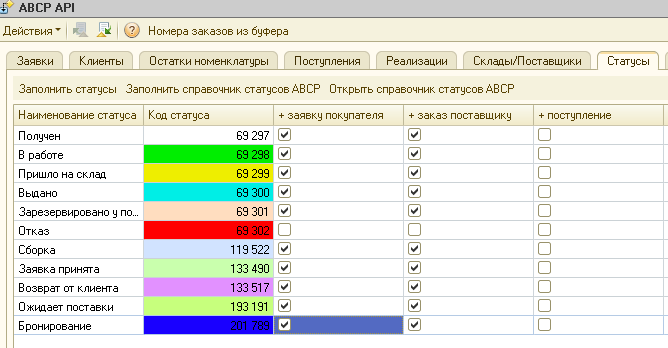 ABCP API
Действия Номера заказов из буфера
Заявки Клиенты Остатки номенклатуры Поступления Реализации Склады/Поставщики Статусы
Заполнить статусы Заполнить справочник статусов ABCP Открыть справочник статусов ABCP
Наименование статуса Код статуса + заявку покупателя + заказ поставщику + поступление
Получен 69 297
В работе 69 298
Пришло на склад 69 299
Выдано 69 300
Зарезервировано у по... 69 301
Отказ 69 302
Сборка 119 522
Заявка принята 133 490
Возврат от клиента 133 517
Ожидает поставки 193 191
Бронирование 201 789